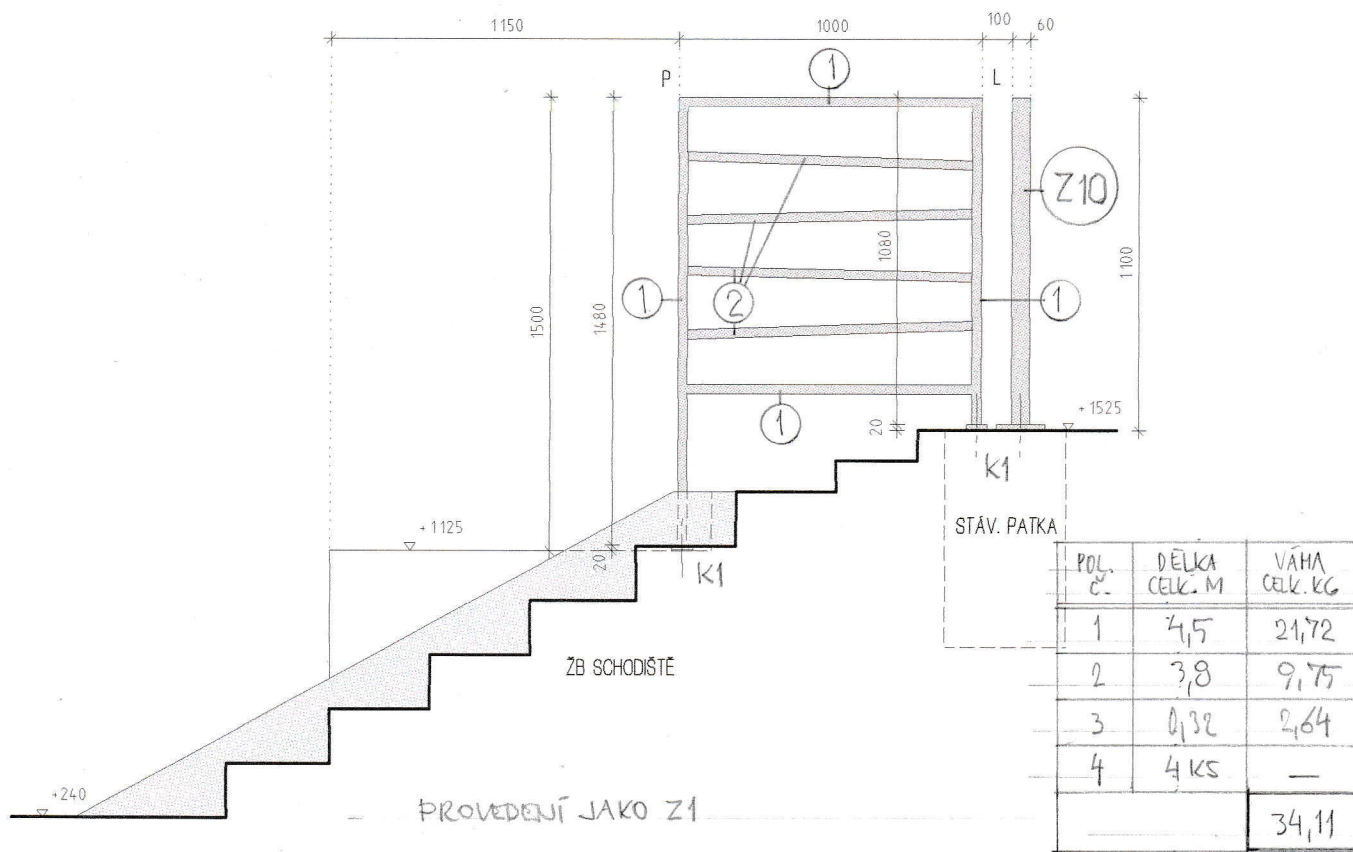 1150 1000 100 60
P 1 L
Z10
1500 1480 1080 1100
1 2 1
1
20 +1525
K1
+1125
STÁV. PATKA
20
K1
ŽB SCHODIŠTĚ
+240
PROVEDENÍ JAKO Z1
POL. Č. DÉLKA CELK. M VÁHA CELK. KG
1 4,5 21,72
2 3,8 9,75
3 0,32 2,64
4 4 KS —
34,11